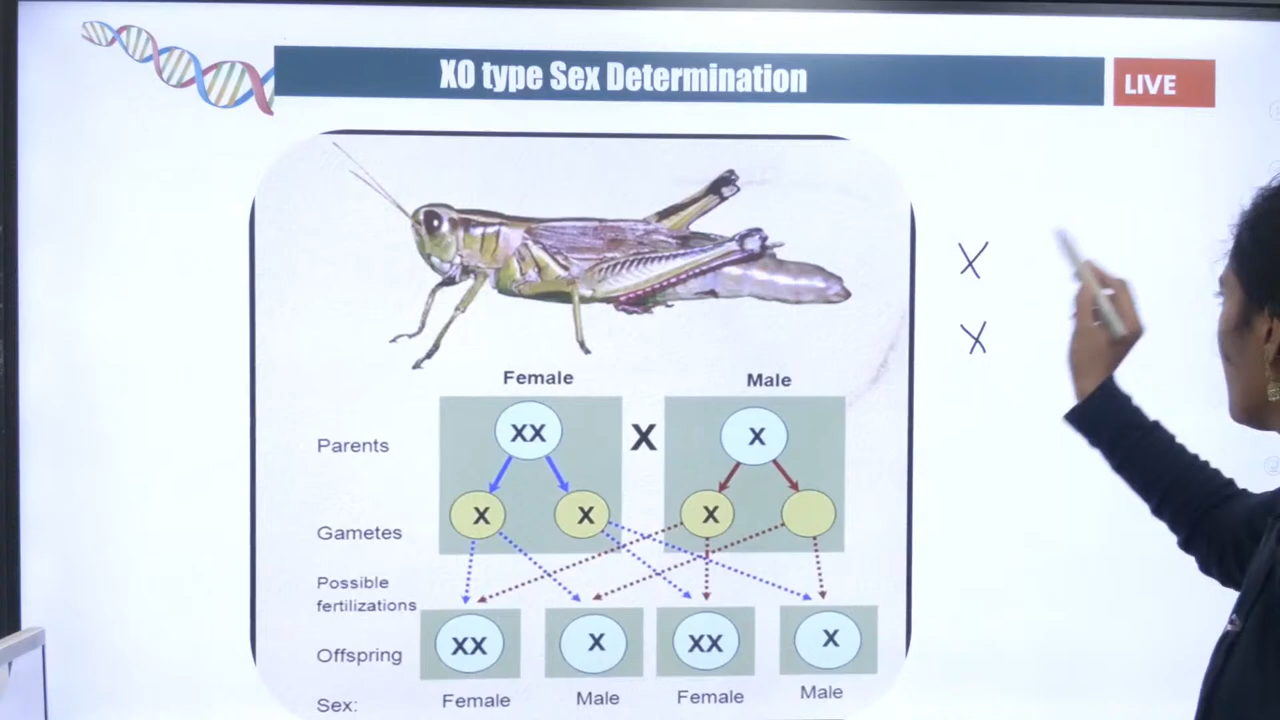 XO type Sex Determination
LIVE
X
X
Female Male
Parents XX X X
Gametes X X X
Possible
fertilizations
Offspring XX X XX X
Sex: Female Male Female Male